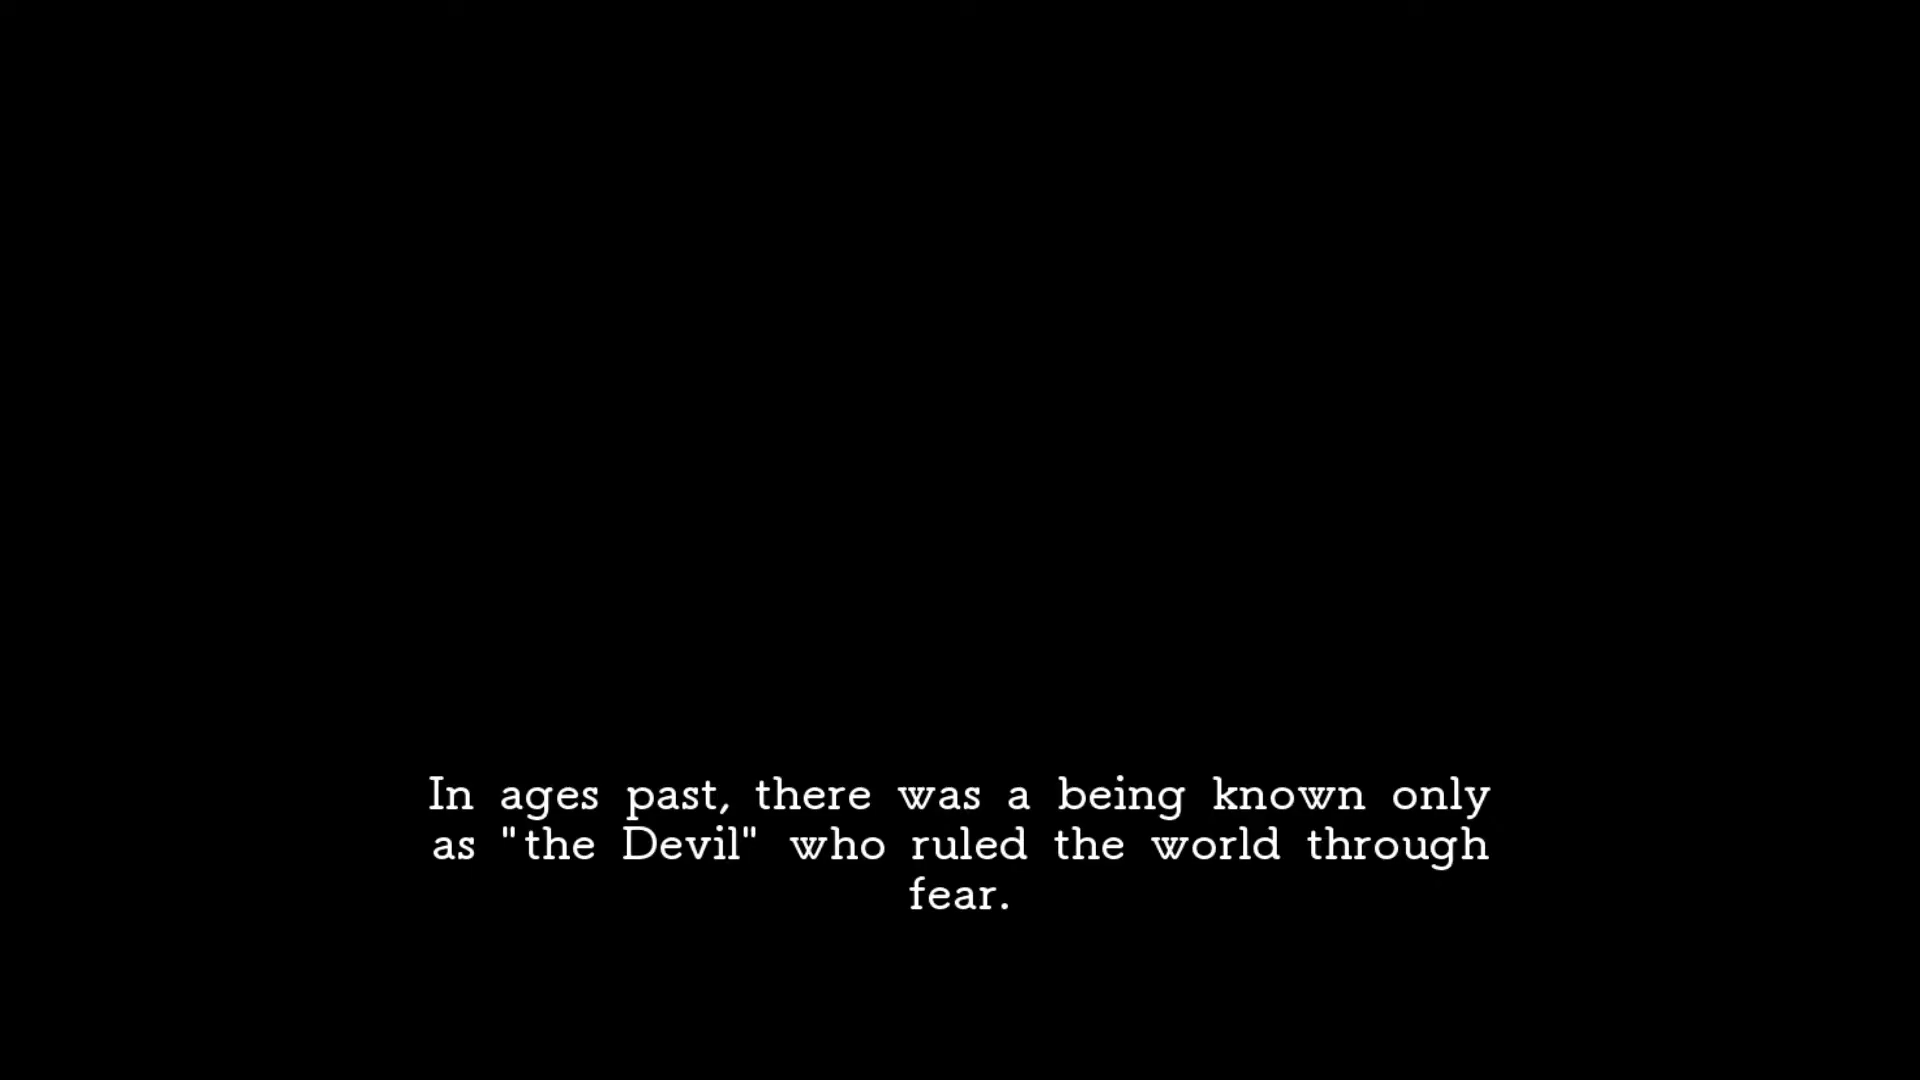 In ages past, there was a being known only
as "the Devil" who ruled the world through
fear.